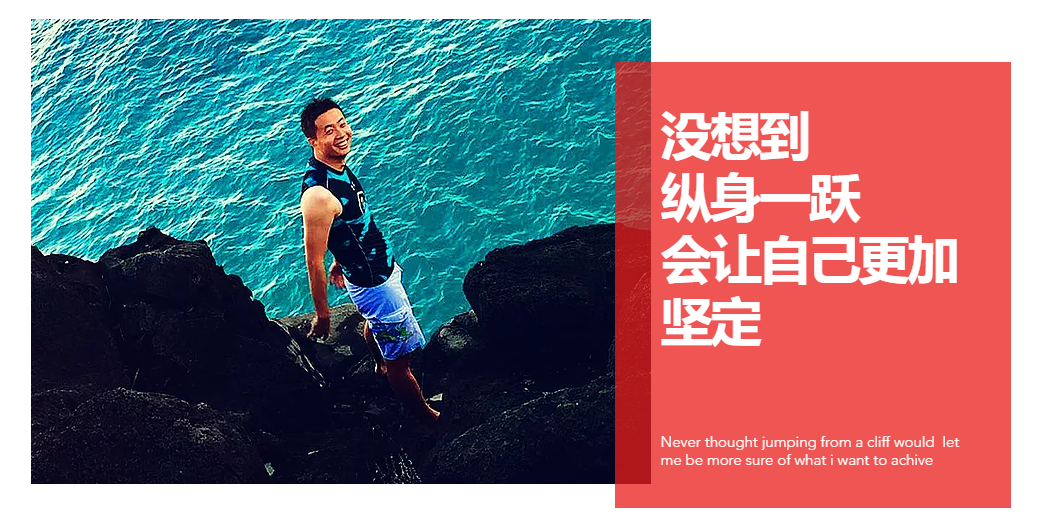 没想到
纵身一跃
会让自己更加
坚定
Never thought jumping from a cliff would  let
me be more sure of what i want to achive